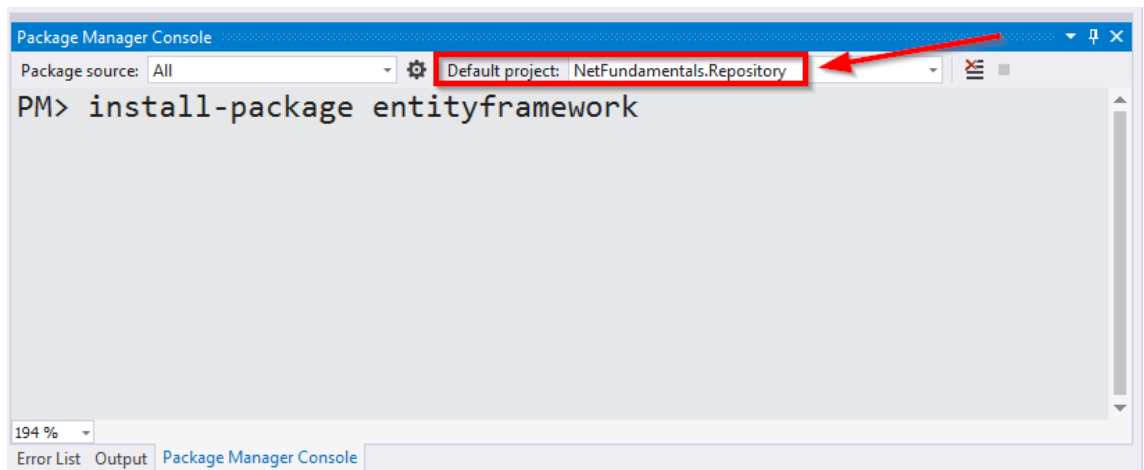 Package Manager Console
Package source: All Default project: NetFundamentals.Repository
PM> install-package entityframework
194 %
Error List Output Package Manager Console